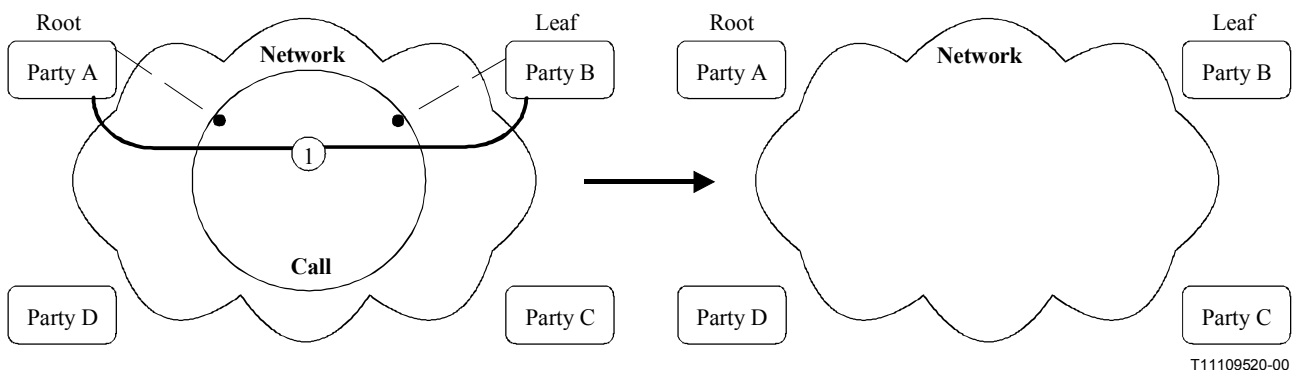 Root
Leaf
Root
Leaf
Party A
Network
Party B
Party A
Network
Party B
1
Call
Party D
Party C
Party D
Party C
T11109520-00